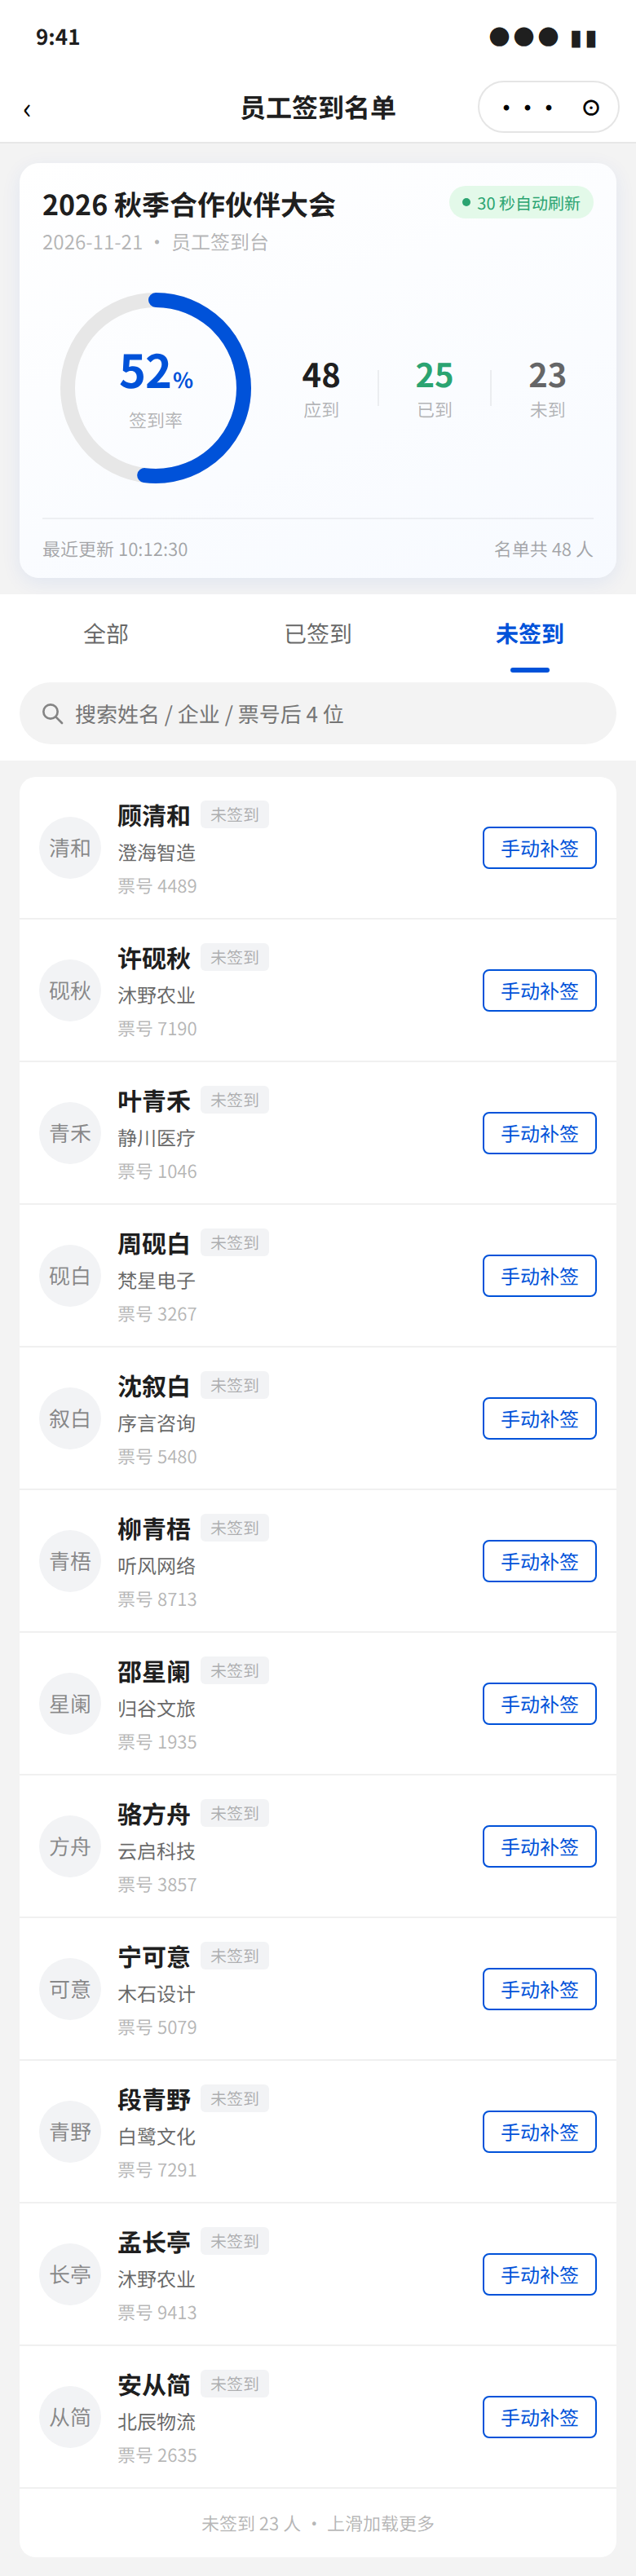 9:41
员工签到名单
2026 秋季合作伙伴大会
30 秒自动刷新
2026-11-21 · 员工签到台
52%
签到率
48 25 23
应到 已到 未到
最近更新 10:12:30 名单共 48 人
全部 已签到 未签到
搜索姓名 / 企业 / 票号后 4 位
清和 顾清和 未签到
澄海智造
票号 4489
手动补签
砚秋 许砚秋 未签到
沐野农业
票号 7190
手动补签
青禾 叶青禾 未签到
静川医疗
票号 1046
手动补签
砚白 周砚白 未签到
梵星电子
票号 3267
手动补签
叙白 沈叙白 未签到
序言咨询
票号 5480
手动补签
青梧 柳青梧 未签到
听风网络
票号 8713
手动补签
星阑 邵星阑 未签到
归谷文旅
票号 1935
手动补签
方舟 骆方舟 未签到
云启科技
票号 3857
手动补签
可意 宁可意 未签到
木石设计
票号 5079
手动补签
青野 段青野 未签到
白鹭文化
票号 7291
手动补签
长亭 孟长亭 未签到
沐野农业
票号 9413
手动补签
从简 安从简 未签到
北辰物流
票号 2635
手动补签
未签到 23 人 · 上滑加载更多